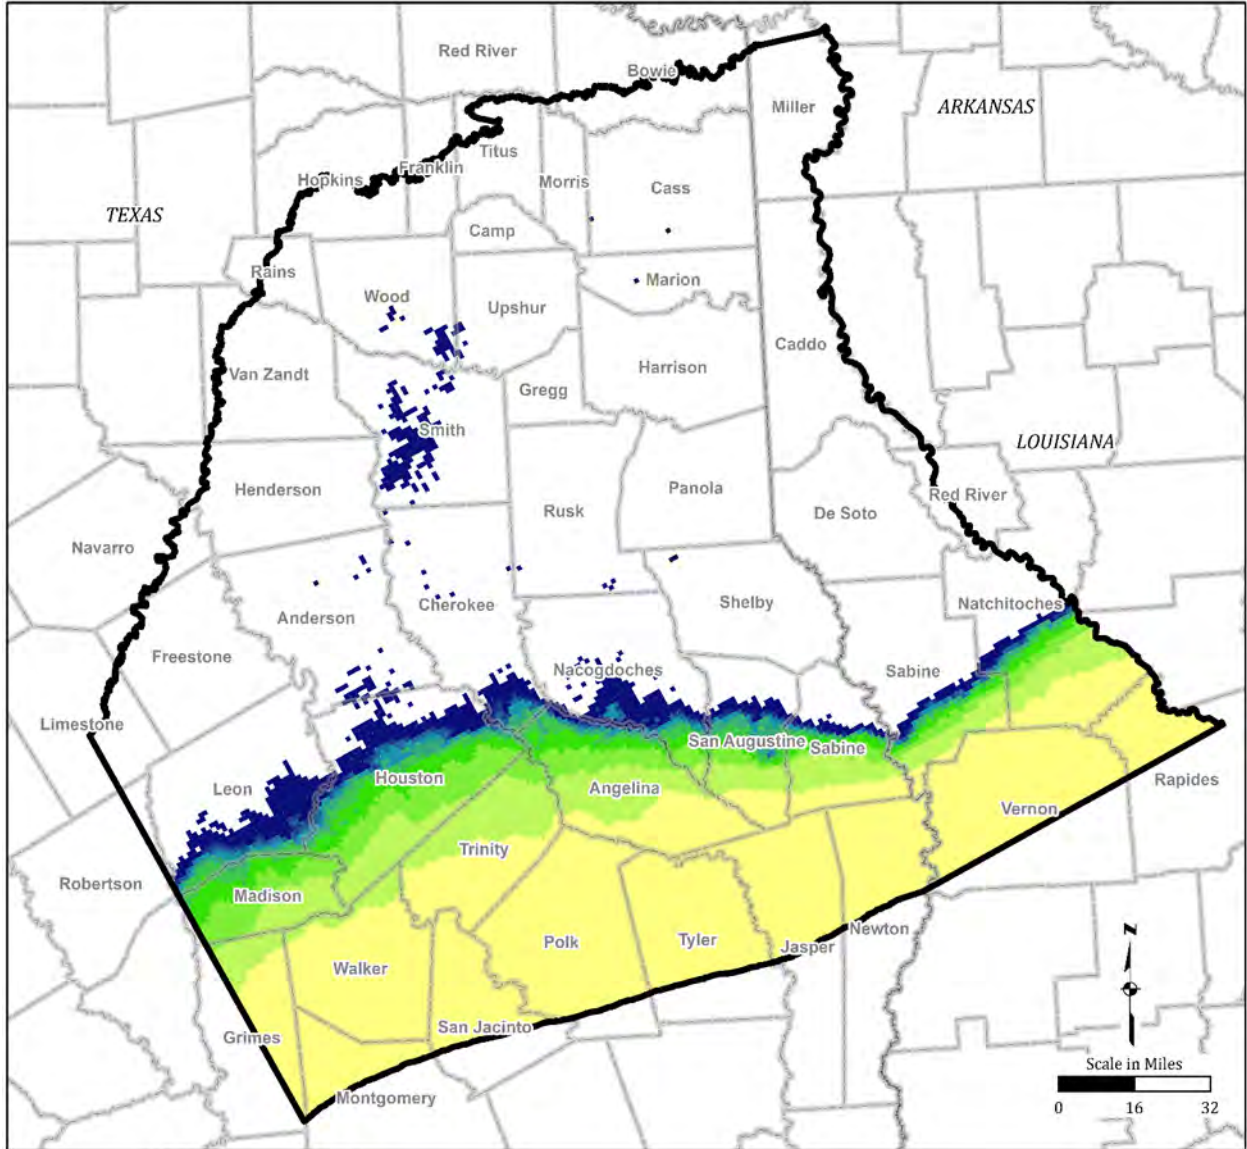 Red River
Bowie
Miller
ARKANSAS
Titus
Franklin
Hopkins
Morris
Cass
TEXAS
Camp
Rains
Marion
Wood
Upshur
Caddo
Harrison
Van Zandt
Gregg
Smith
LOUISIANA
Henderson
Panola
Red River
Rusk
De Soto
Navarro
Cherokee
Shelby
Natchitoches
Anderson
Freestone
Nacogdoches
Sabine
Limestone
San Augustine
Sabine
Houston
Rapides
Leon
Angelina
Vernon
Trinity
Robertson
Madison
Newton
N
Polk
Tyler
Jasper
Walker
San Jacinto
Grimes
Scale in Miles
Montgomery
0 16 32